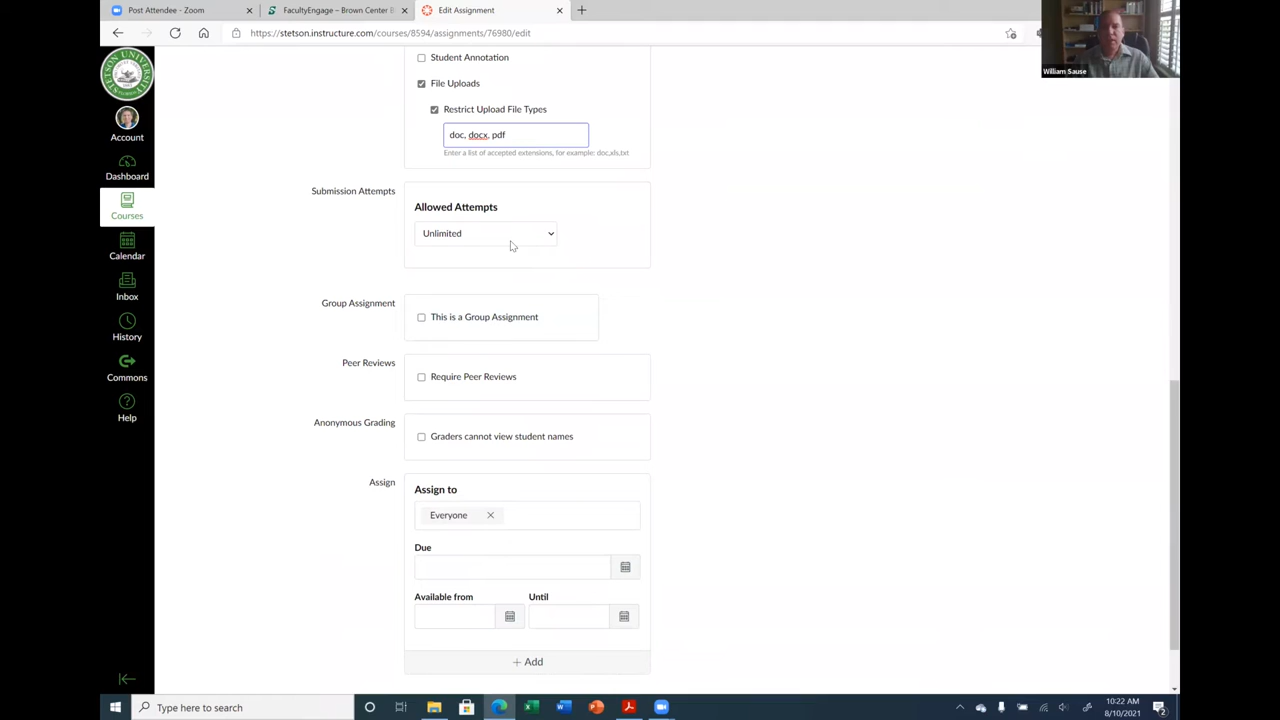 Post Attendee - Zoom
FacultyEngage – Brown Center
Edit Assignment
https://stetson.instructure.com/courses/8594/assignments/76980/edit
William Sause
STETSON UNIVERSITY
Account
Dashboard
Courses
Calendar
Inbox
History
Commons
Help
Student Annotation
File Uploads
Restrict Upload File Types
doc, docx, pdf
Enter a list of accepted extensions, for example: doc,xls,txt
Submission Attempts
Allowed Attempts
Unlimited
Group Assignment
This is a Group Assignment
Peer Reviews
Require Peer Reviews
Anonymous Grading
Graders cannot view student names
Assign
Assign to
Everyone
Due
Available from
Until
+ Add
Type here to search
10:22 AM
8/10/2021
2